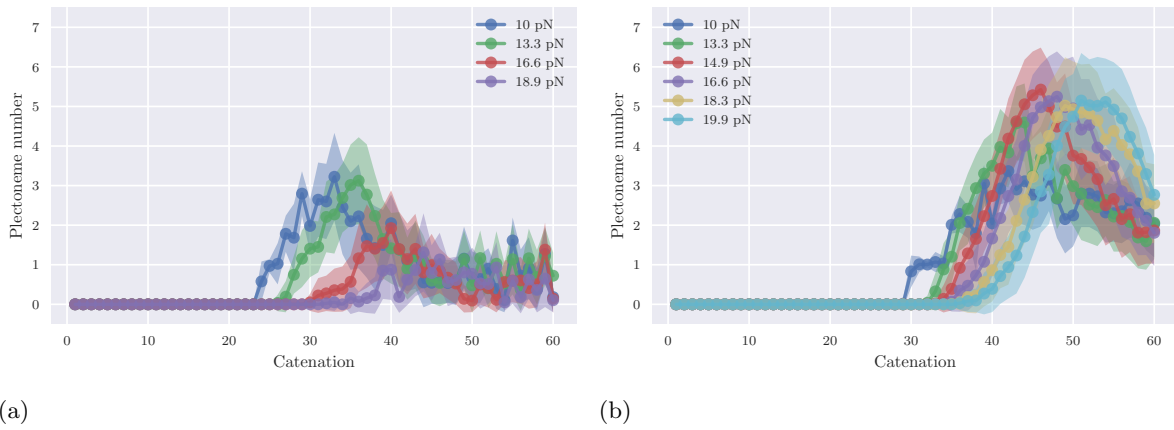 7
6
5
4
3
2
1
0
Plectoneme number
10 pN
13.3 pN
16.6 pN
18.9 pN
0 10 20 30 40 50 60
Catenation
(a)
7
6
5
4
3
2
1
0
Plectoneme number
10 pN
13.3 pN
14.9 pN
16.6 pN
18.3 pN
19.9 pN
0 10 20 30 40 50 60
Catenation
(b)